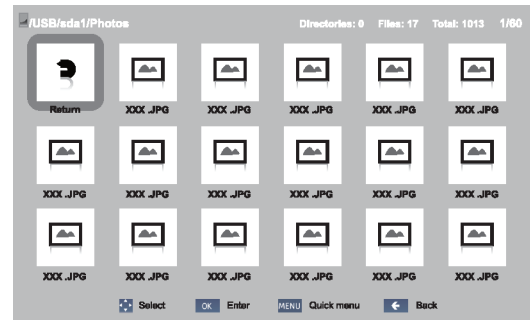 /USB/sda1/Photos Directories: 0 Files: 17 Total: 1013 1/60
Return XXX .JPG XXX .JPG XXX .JPG XXX .JPG XXX .JPG
XXX .JPG XXX .JPG XXX .JPG XXX .JPG XXX .JPG XXX .JPG
XXX .JPG XXX .JPG XXX .JPG XXX .JPG XXX .JPG XXX .JPG
Select OK Enter MENU Quick menu Back